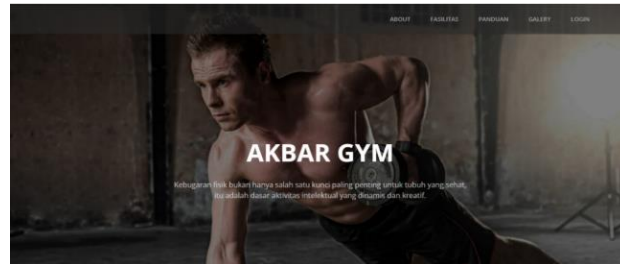 ABOUT FASILITAS PANDUAN GALERY LOGIN
AKBAR GYM
Kebugaran fisik bukan hanya salah satu kunci paling penting untuk tubuh yang sehat,
itu adalah dasar aktivitas intelektual yang dinamis dan kreatif.